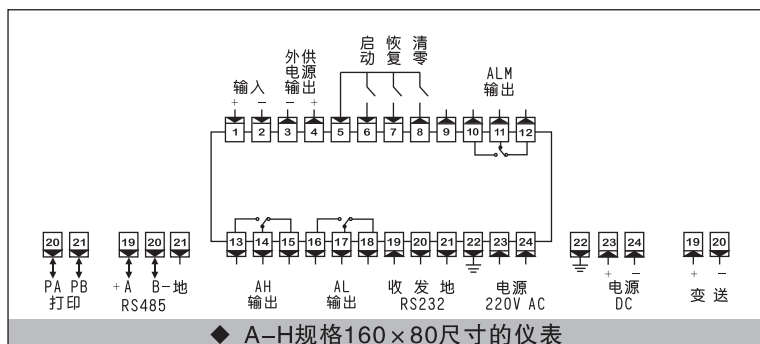 启动 恢复 清零
外供电源输出
输入
ALM
输出
+ − − +
1 2 3 4 5 6 7 8 9 10 11 12
13 14 15 16 17 18 19 20 21 22 23 24
20 21
PA PB
打印
19 20 21
+A B-地
RS485
AH
输出
AL
输出
收 发 地
RS232
电源
220V AC
22 23 24
+ −
电源
DC
19 20
+ −
变 送
◆ A-H规格160×80尺寸的仪表